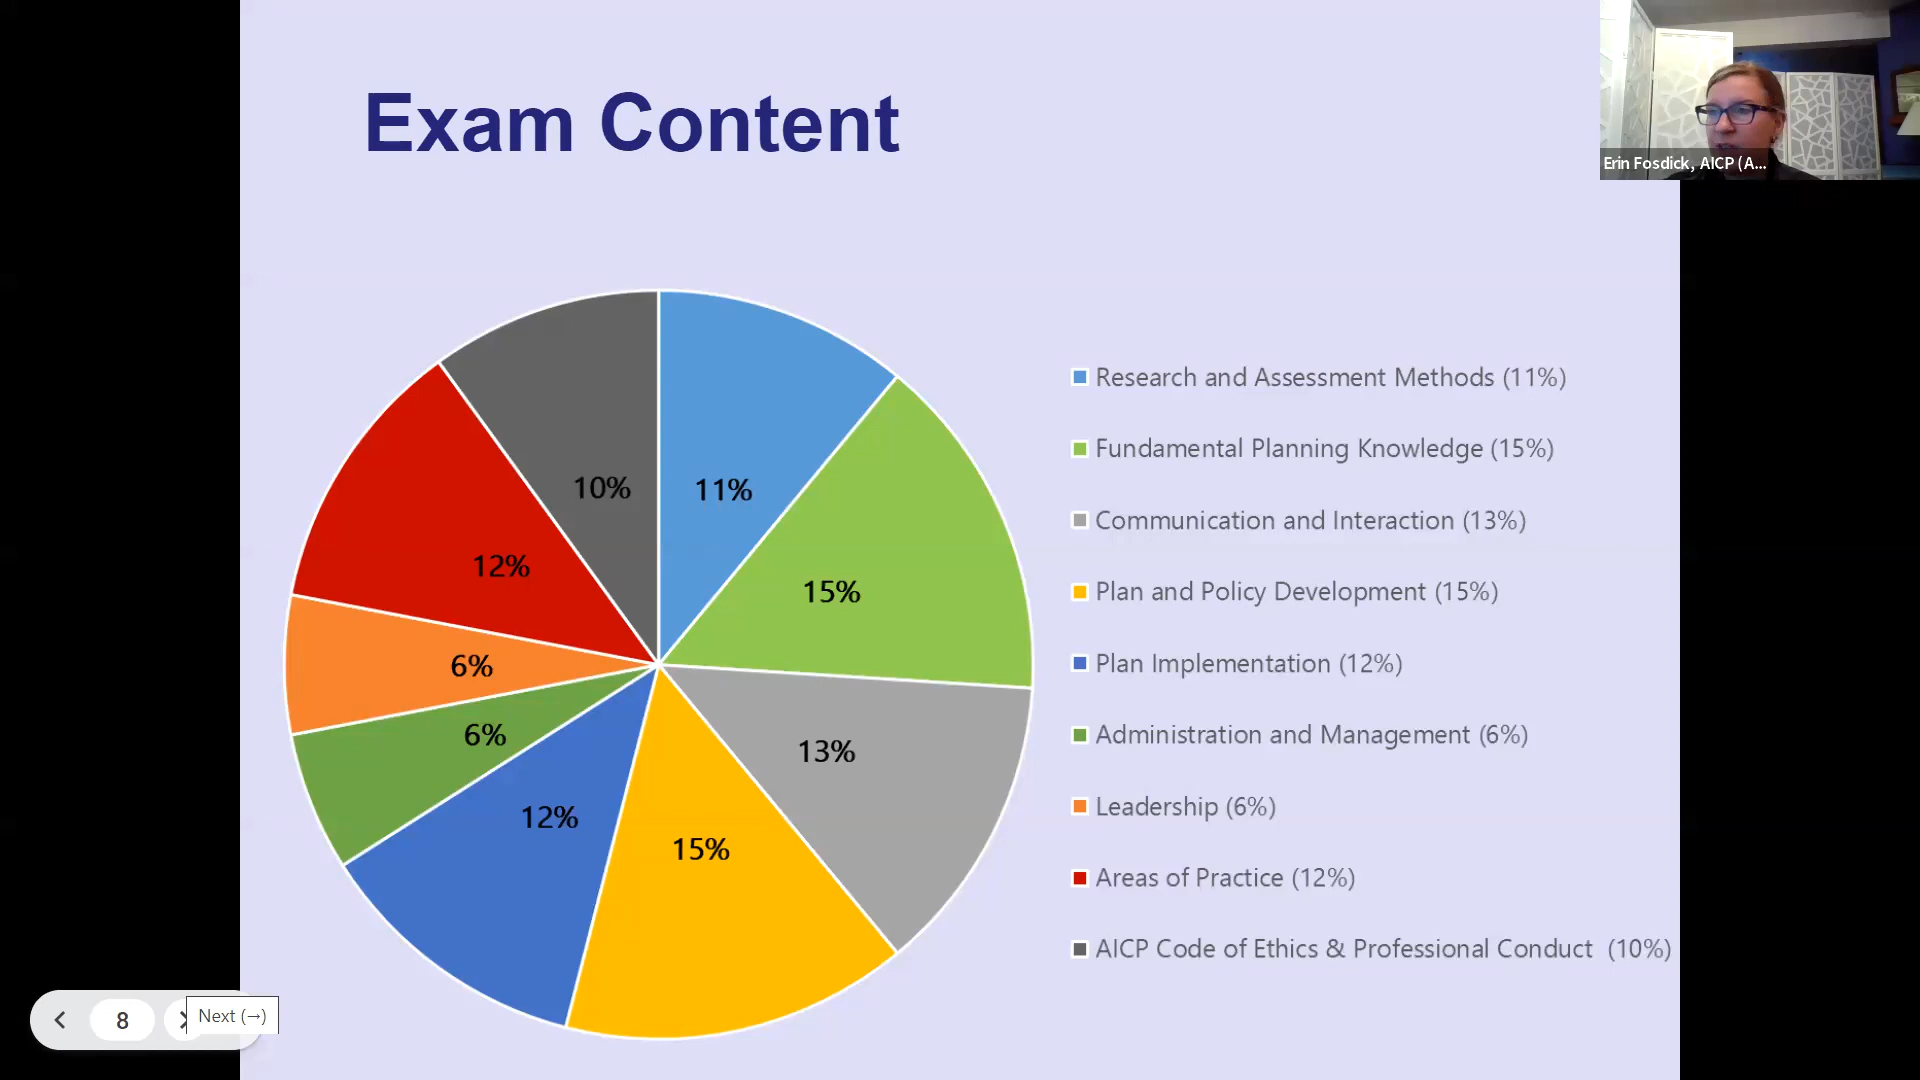 Exam Content
Erin Fosdick, AICP (A...
10%
11%
12%
15%
6%
6%
13%
12%
15%
Research and Assessment Methods (11%)
Fundamental Planning Knowledge (15%)
Communication and Interaction (13%)
Plan and Policy Development (15%)
Plan Implementation (12%)
Administration and Management (6%)
Leadership (6%)
Areas of Practice (12%)
AICP Code of Ethics & Professional Conduct (10%)
8
Next (→)